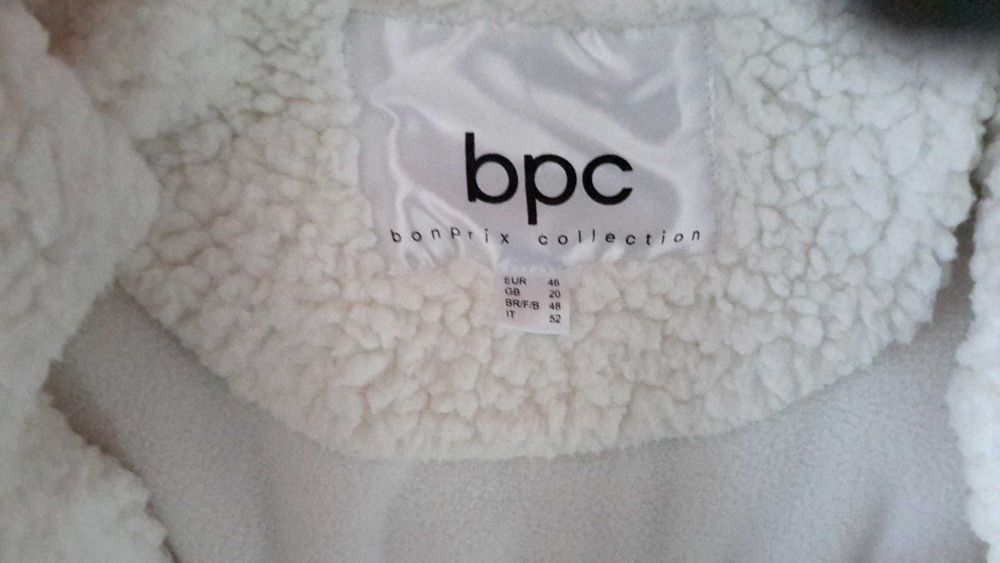 bpc
bonprix collection
EUR 46
GB 20
BR/F/B 48
IT 52